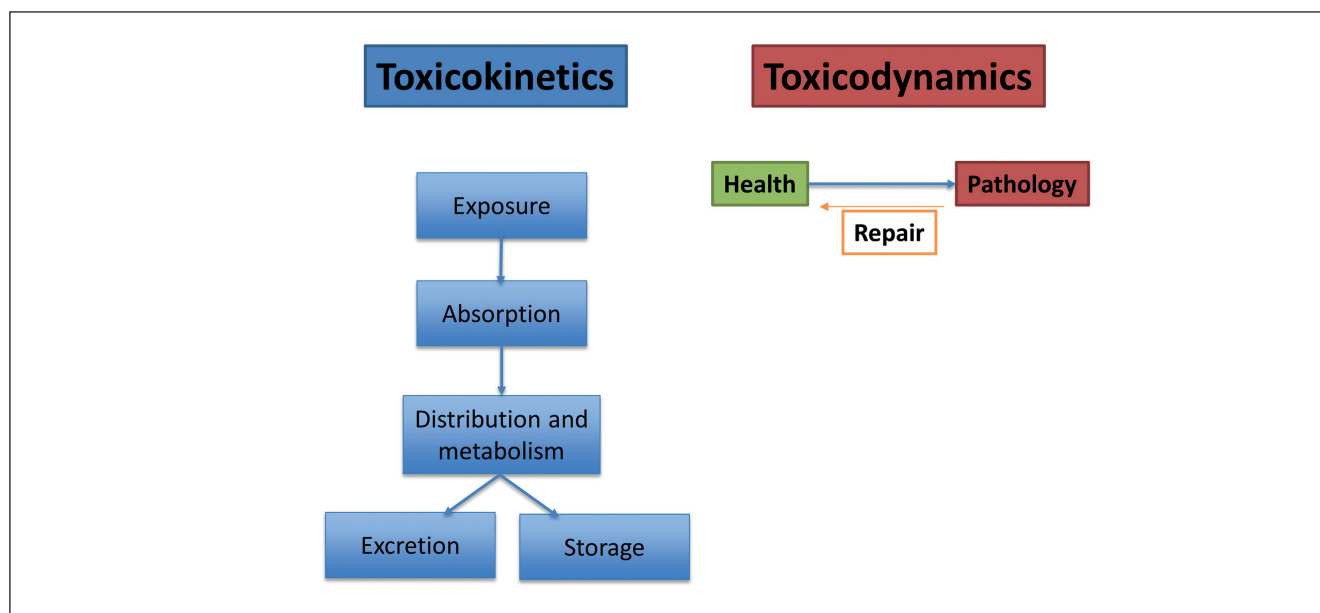 Toxicokinetics
Exposure
Absorption
Distribution and
metabolism
Excretion
Storage
Toxicodynamics
Health
Pathology
Repair